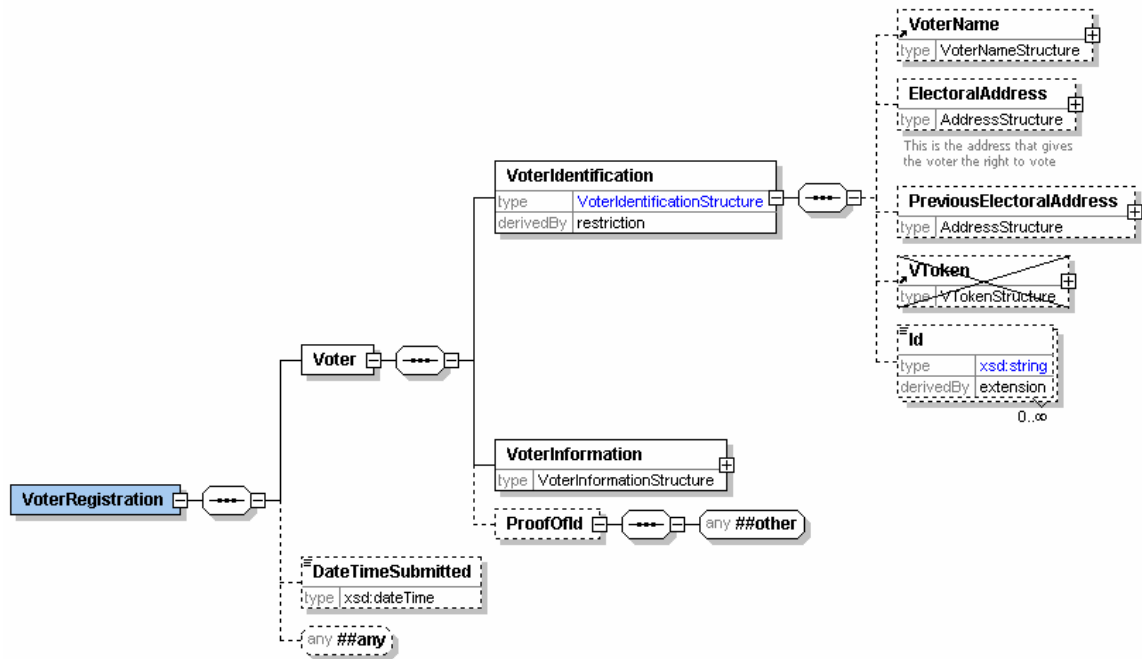 VoterName
type VoterNameStructure
ElectoralAddress
type AddressStructure
This is the address that gives
the voter the right to vote
VoterIdentification
type VoterIdentificationStructure
derivedBy restriction
PreviousElectoralAddress
type AddressStructure
VToken
type VTokenStructure
Id
type xsd:string
derivedBy extension
0..∞
Voter
VoterInformation
type VoterInformationStructure
VoterRegistration
ProofOfId
any ##other
DateTimeSubmitted
type xsd:dateTime
any ##any